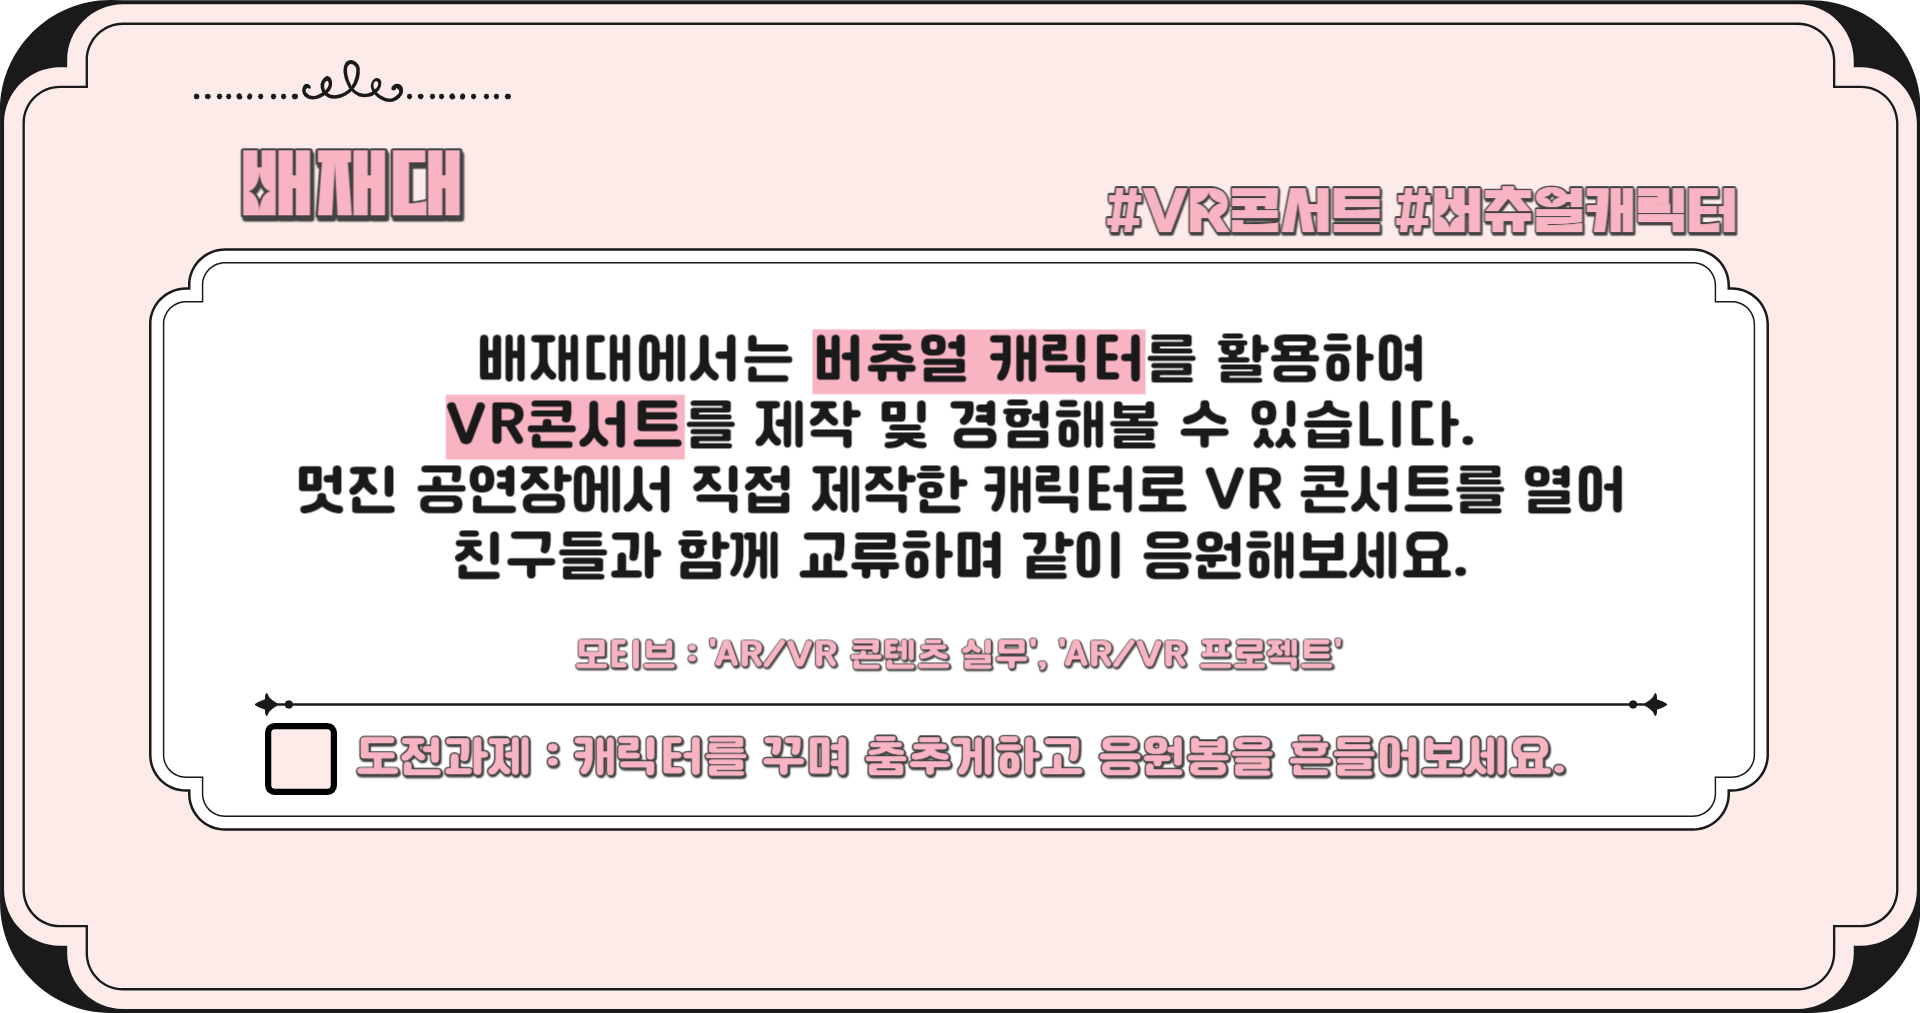 배재대
#VR콘서트 #버츄얼캐릭터
배재대에서는 버츄얼 캐릭터를 활용하여
VR콘서트를 제작 및 경험해볼 수 있습니다.
멋진 공연장에서 직접 제작한 캐릭터로 VR 콘서트를 열어
친구들과 함께 교류하며 같이 응원해보세요.
모티브 : 'AR/VR 콘텐츠 실무', 'AR/VR 프로젝트'
도전과제 : 캐릭터를 꾸며 춤추게하고 응원봉을 흔들어보세요.